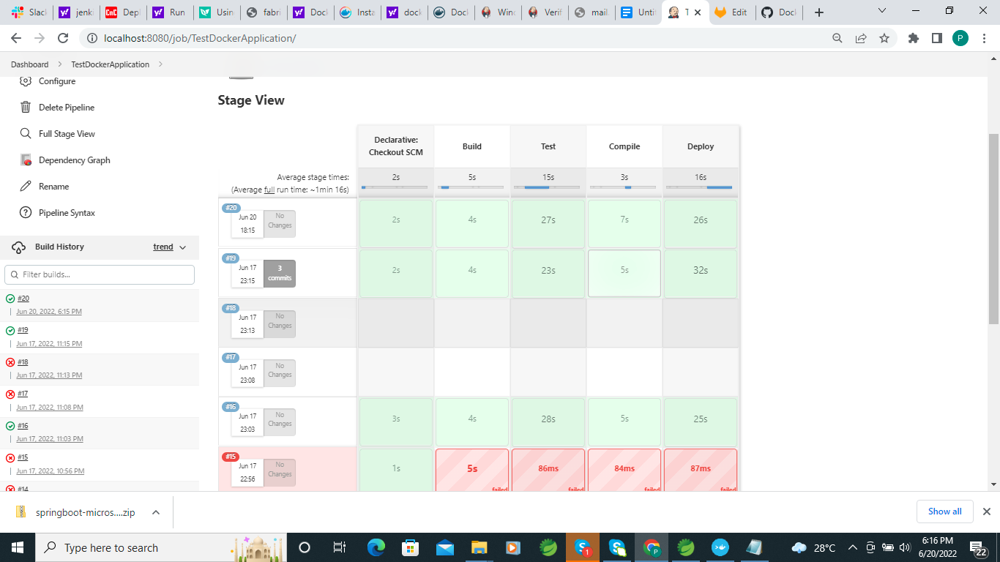 Slack
jenki
CnC
Depl
Run
Usin
fabri
Dock
Insta
dock
Dock
Wind
Verif
mail.
Untit
T
Edit
Dock
localhost:8080/job/TestDockerApplication/
P
Dashboard
TestDockerApplication
Configure
Delete Pipeline
Full Stage View
Dependency Graph
Rename
Pipeline Syntax
Build History
trend
Filter builds...
#20
Jun 20, 2022, 6:15 PM
#19
Jun 17, 2022, 11:15 PM
#18
Jun 17, 2022, 11:13 PM
#17
Jun 17, 2022, 11:08 PM
#16
Jun 17, 2022, 11:03 PM
#15
Jun 17, 2022, 10:56 PM
#14
Stage View
Declarative:
Checkout SCM
Build
Test
Compile
Deploy
Average stage times:
(Average full run time: ~1min 16s)
2s
5s
15s
3s
16s
#20
Jun 20
18:15
No
Changes
2s
4s
27s
7s
26s
#19
Jun 17
23:15
3
commits
2s
4s
23s
5s
32s
#18
Jun 17
23:13
No
Changes
#17
Jun 17
23:08
No
Changes
#16
Jun 17
23:03
No
Changes
3s
4s
28s
5s
25s
#15
Jun 17
22:56
No
Changes
1s
5s
failed
86ms
failed
84ms
failed
87ms
failed
springboot-micros....zip
Show all
Type here to search
1
P
28°C
6:16 PM
6/20/2022
22